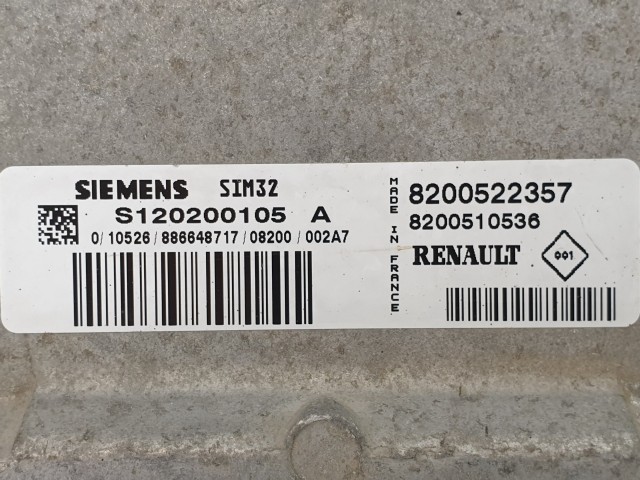 SIEMENS SIM32
S120200105 A
0/10526/886648717/08200/002A7
MADE IN FRANCE
8200522357
8200510536
RENAULT 001